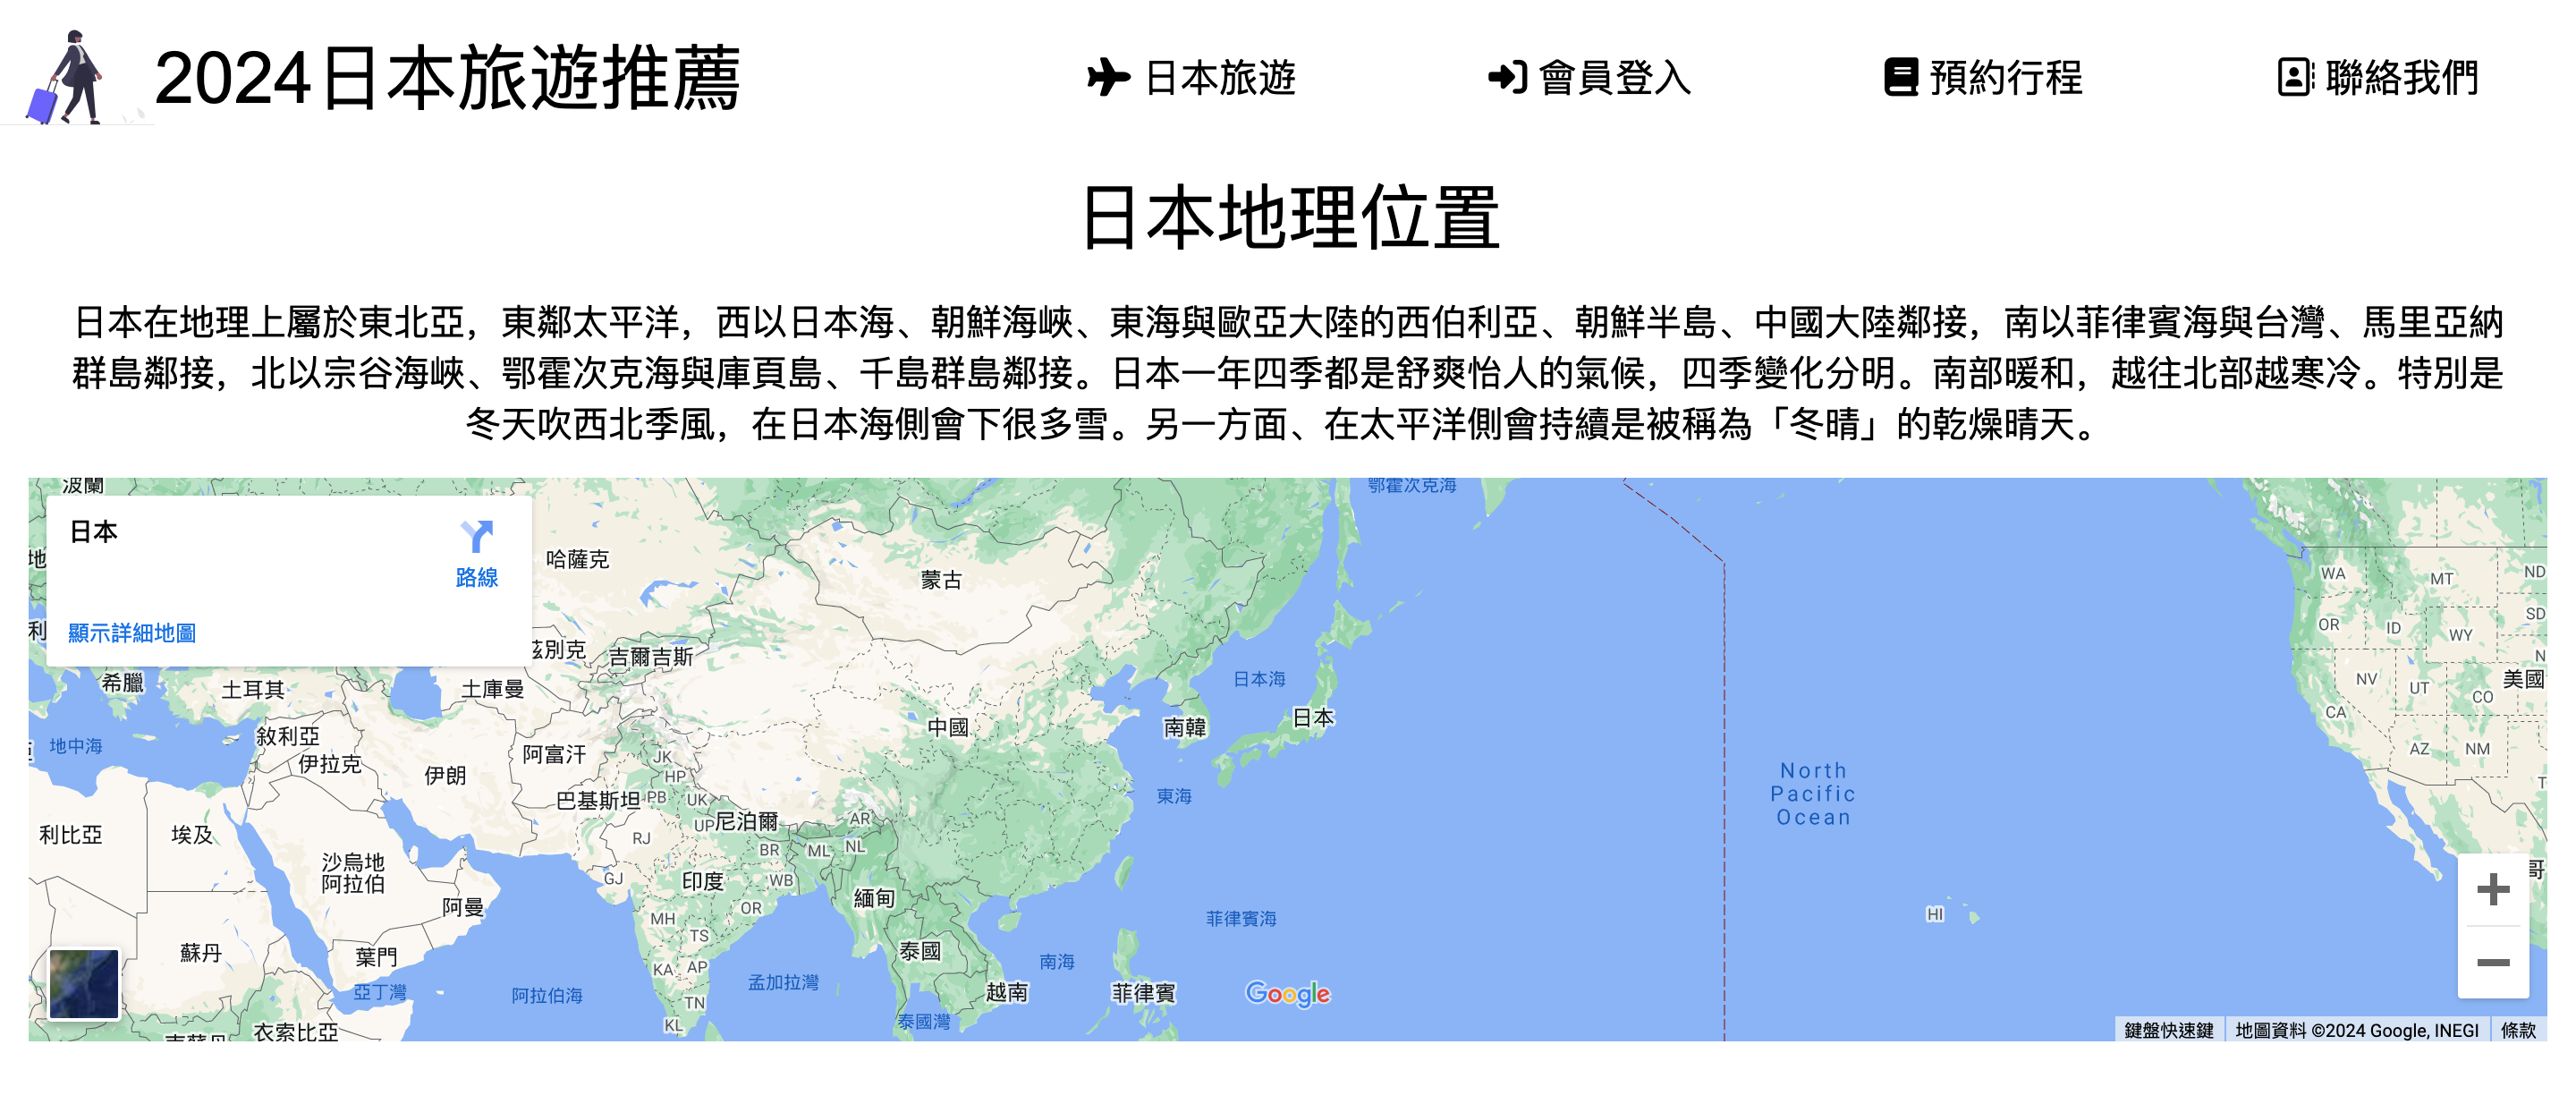 2024日本旅遊推薦
日本旅遊
會員登入
預約行程
聯絡我們
日本地理位置
日本在地理上屬於東北亞，東鄰太平洋，西以日本海、朝鮮海峽、東海與歐亞大陸的西伯利亞、朝鮮半島、中國大陸鄰接，南以菲律賓海與台灣、馬里亞納
群島鄰接，北以宗谷海峽、鄂霍次克海與庫頁島、千島群島鄰接。日本一年四季都是舒爽怡人的氣候，四季變化分明。南部暖和，越往北部越寒冷。特別是
冬天吹西北季風，在日本海側會下很多雪。另一方面、在太平洋側會持續是被稱為「冬晴」的乾燥晴天。
波蘭
鄂霍次克海
日本
路線
顯示詳細地圖
地
利
哈薩克
蒙古
茲別克
吉爾吉斯
希臘
土耳其
土庫曼
日本海
日本
南韓
中國
地中海
敘利亞
伊拉克
伊朗
阿富汗
巴基斯坦
JK
HP
PB
UK
UP
尼泊爾
AR
東海
利比亞
埃及
沙烏地
阿拉伯
阿曼
RJ
BR
ML
NL
GJ
印度
WB
緬甸
MH
OR
TS
菲律賓海
蘇丹
葉門
KA
AP
泰國
南海
亞丁灣
阿拉伯海
TN
孟加拉灣
越南
菲律賓
KL
泰國灣
衣索比亞
南蘇丹
North
Pacific
Ocean
HI
WA
MT
ND
OR
ID
WY
SD
N
NV
UT
CO
美國
CA
AZ
NM
T
哥
Google
鍵盤快速鍵
地圖資料 ©2024 Google, INEGI
條款